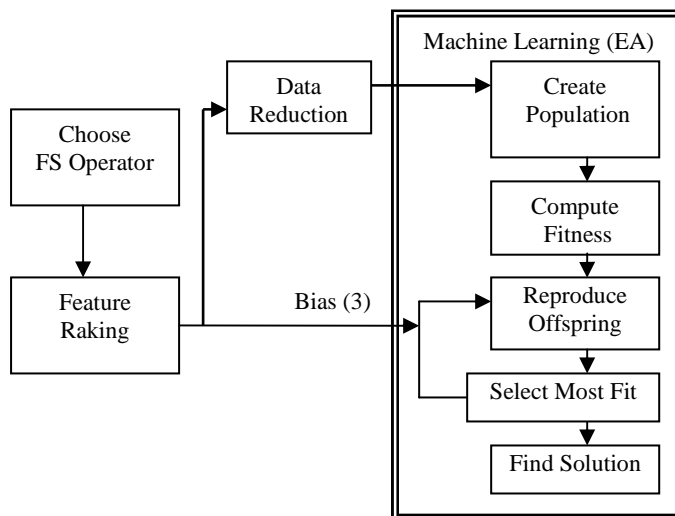 Machine Learning (EA)
Data
Reduction
Create
Population
Choose
FS Operator
Compute
Fitness
Feature
Raking
Bias (3)
Reproduce
Offspring
Select Most Fit
Find Solution